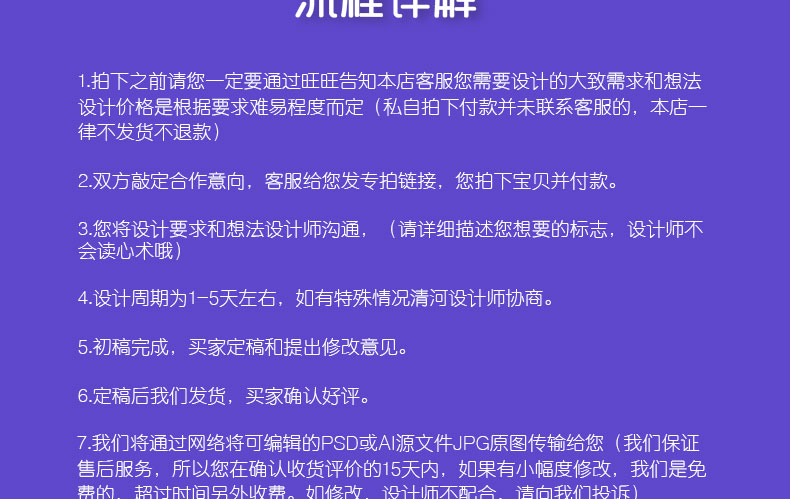 流程详解
1.拍下之前请您一定要通过旺旺告知本店客服您需要设计的大致需求和想法
设计价格是根据要求难易程度而定（私自拍下付款并未联系客服的，本店一
律不发货不退款）
2.双方敲定合作意向，客服给您发专拍链接，您拍下宝贝并付款。
3.您将设计要求和想法设计师沟通，（请详细描述您想要的标志，设计师不
会读心术哦）
4.设计周期为1-5天左右，如有特殊情况清河设计师协商。
5.初稿完成，买家定稿和提出修改意见。
6.定稿后我们发货，买家确认好评。
7.我们将通过网络将可编辑的PSD或AI源文件JPG原图传输给您（我们保证
售后服务，所以您在确认收货评价的15天内，如果有小幅度修改，我们是免
费的，超过时间另外收费。如修改，设计师不配合，请向我们投诉）